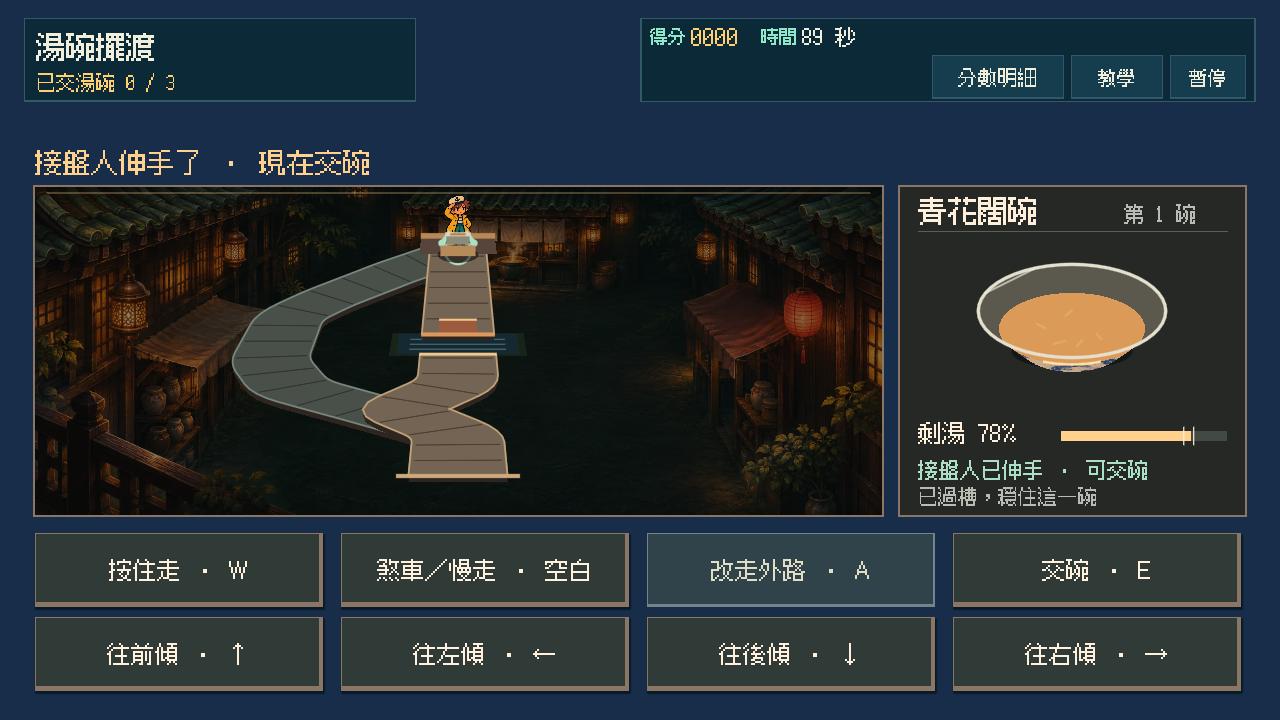 湯碗擺渡
已交湯碗 0 / 3
得分 0000 時間 89 秒
分數明細 教學 暫停
接盤人伸手了 · 現在交碗
青花闊碗 第 1 碗
剩湯 78%
接盤人已伸手 · 可交碗
已過槽，穩住這一碗
按住走 · W 煞車／慢走 · 空白 改走外路 · A 交碗 · E
往前傾 · ↑ 往左傾 · ← 往後傾 · ↓ 往右傾 · →